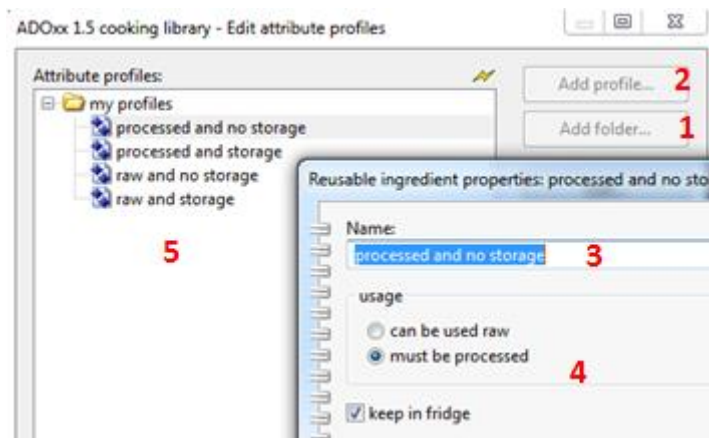 ADOxx 1.5 cooking library - Edit attribute profiles
Attribute profiles:
Add profile... 2
my profiles
processed and no storage
Add folder... 1
processed and storage
raw and no storage
raw and storage
Reusable ingredient properties: processed and no sto
Name:
5
processed and no storage 3
usage
can be used raw
must be processed
4
keep in fridge